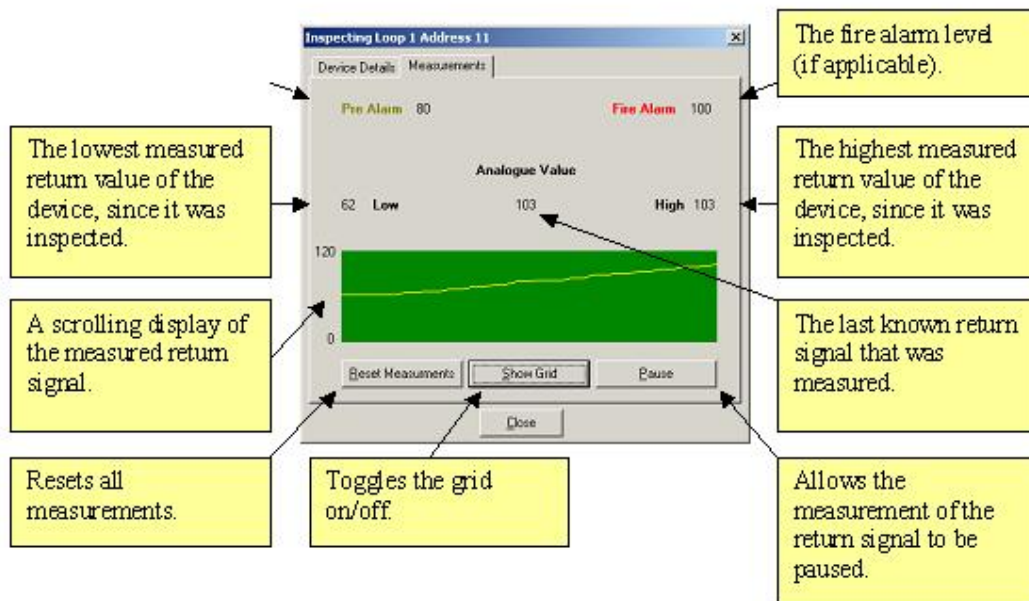 Inspecting Loop 1 Address 11
Device Details Measurements
Pre Alarm 80
Fire Alarm 100
Analogue Value
62 Low
103
High 103
120
0
Reset Measurments
Show Grid
Pause
Close
The fire alarm level
(if applicable).
The lowest measured
return value of the
device, since it was
inspected.
The highest measured
return value of the
device, since it was
inspected.
A scrolling display of
the measured return
signal.
The last known return
signal that was
measured.
Resets all
measurements.
Toggles the grid
on/off.
Allows the
measurement of the
return signal to be
paused.